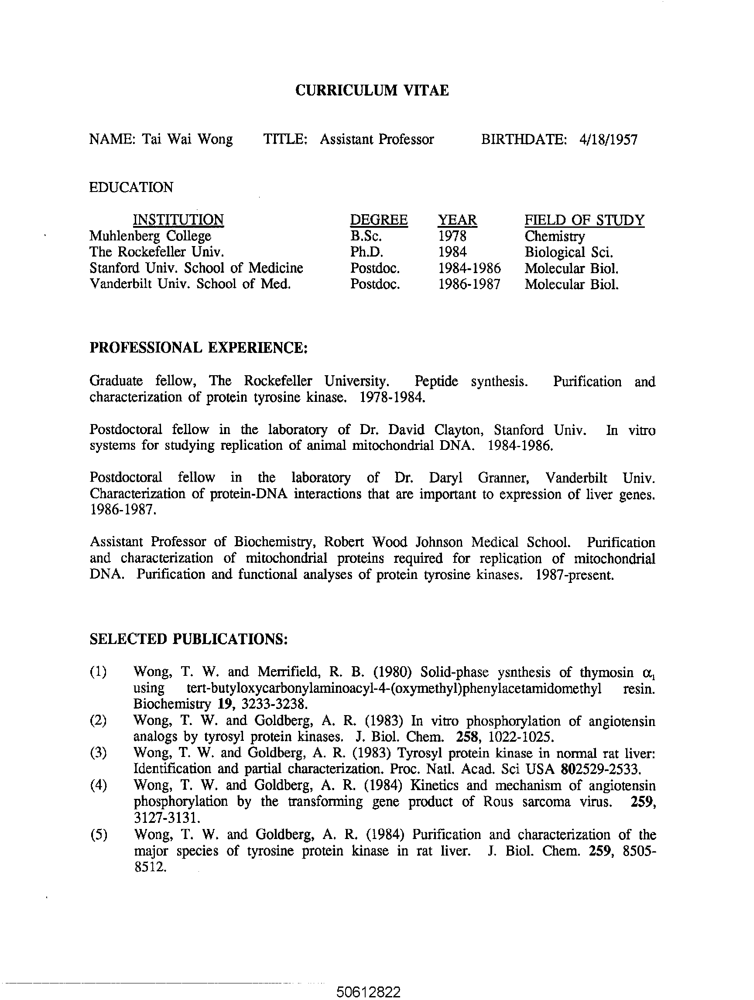 CURRICULUM VITAE
NAME: Tai Wai Wong TITLE: Assistant Professor BIRTHDATE: 4/18/1957
EDUCATION
INSTITUTION DEGREE YEAR FIELD OF STUDY
Muhlenberg College B.Sc. 1978 Chemistry
The Rockefeller Univ. Ph.D. 1984 Biological Sci.
Stanford Univ. School of Medicine Postdoc. 1984-1986 Molecular Biol.
Vanderbilt Univ. School of Med. Postdoc. 1986-1987 Molecular Biol.
PROFESSIONAL EXPERIENCE:
Graduate fellow, The Rockefeller University. Peptide synthesis. Purification and
characterization of protein tyrosine kinase. 1978-1984.
Postdoctoral fellow in the laboratory of Dr. David Clayton, Stanford Univ. In vitro
systems for studying replication of animal mitochondrial DNA. 1984-1986.
Postdoctoral fellow in the laboratory of Dr. Daryl Granner, Vanderbilt Univ.
Characterization of protein-DNA interactions that are important to expression of liver genes.
1986-1987.
Assistant Professor of Biochemistry, Robert Wood Johnson Medical School. Purification
and characterization of mitochondrial proteins required for replication of mitochondrial
DNA. Purification and functional analyses of protein tyrosine kinases. 1987-present.
SELECTED PUBLICATIONS:
(1) Wong, T. W. and Merrifield, R. B. (1980) Solid-phase ysnthesis of thymosin α₁
using tert-butyloxycarbonylaminoacyl-4-(oxymethyl)phenylacetamidomethyl resin.
Biochemistry 19, 3233-3238.
(2) Wong, T. W. and Goldberg, A. R. (1983) In vitro phosphorylation of angiotensin
analogs by tyrosyl protein kinases. J. Biol. Chem. 258, 1022-1025.
(3) Wong, T. W. and Goldberg, A. R. (1983) Tyrosyl protein kinase in normal rat liver:
Identification and partial characterization. Proc. Natl. Acad. Sci USA 802529-2533.
(4) Wong, T. W. and Goldberg, A. R. (1984) Kinetics and mechanism of angiotensin
phosphorylation by the transforming gene product of Rous sarcoma virus. 259,
3127-3131.
(5) Wong, T. W. and Goldberg, A. R. (1984) Purification and characterization of the
major species of tyrosine protein kinase in rat liver. J. Biol. Chem. 259, 8505-
8512.
50612822